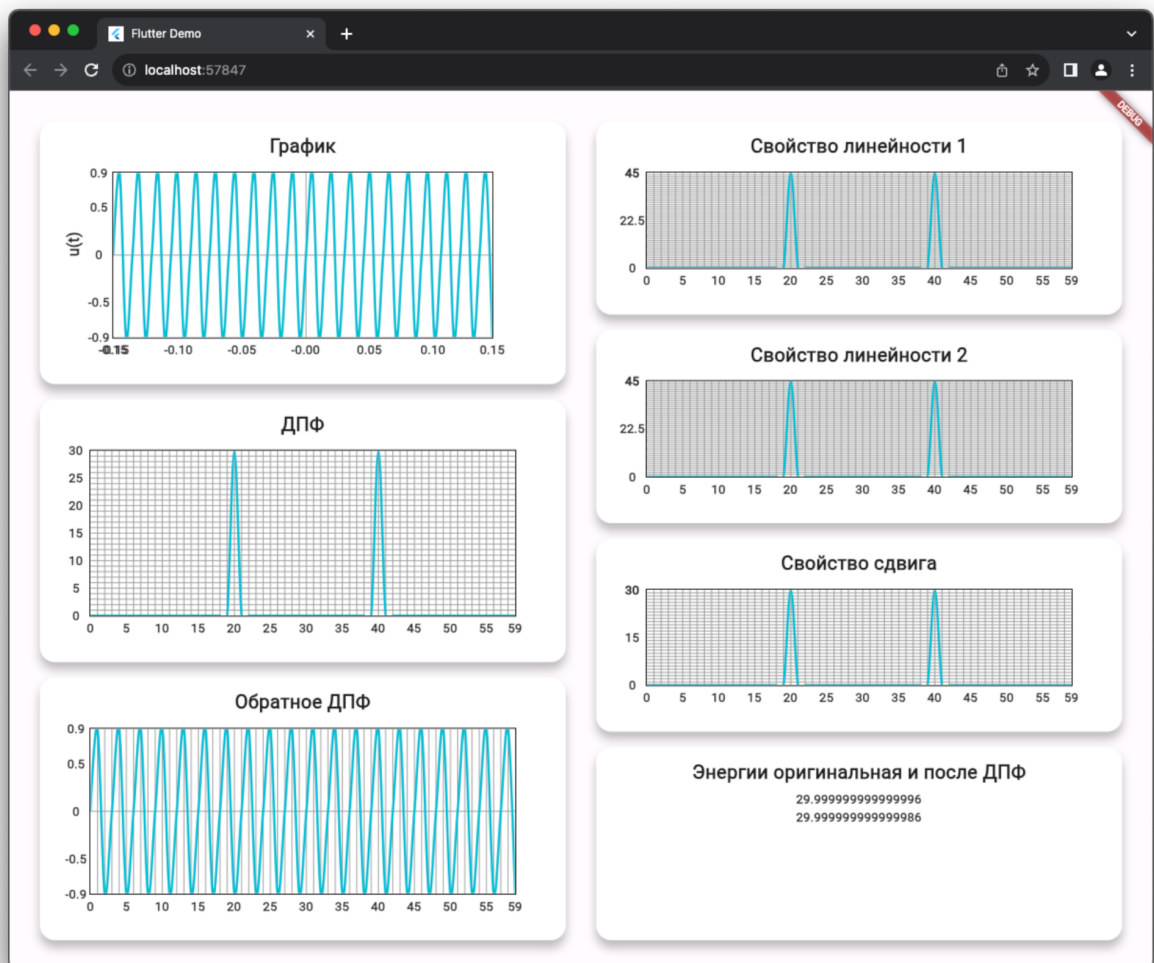 Flutter Demo
localhost:57847
DEBUG
График
0.9
0.5
u(t)
0
-0.5
-0.9
-0.15 -0.10 -0.05 -0.00 0.05 0.10 0.15
ДПФ
30
25
20
15
10
5
0
0 5 10 15 20 25 30 35 40 45 50 55 59
Обратное ДПФ
0.9
0.5
0
-0.5
-0.9
0 5 10 15 20 25 30 35 40 45 50 55 59
Свойство линейности 1
45
22.5
0
0 5 10 15 20 25 30 35 40 45 50 55 59
Свойство линейности 2
45
22.5
0
0 5 10 15 20 25 30 35 40 45 50 55 59
Свойство сдвига
30
15
0
0 5 10 15 20 25 30 35 40 45 50 55 59
Энергии оригинальная и после ДПФ
29.999999999999996
29.999999999999986